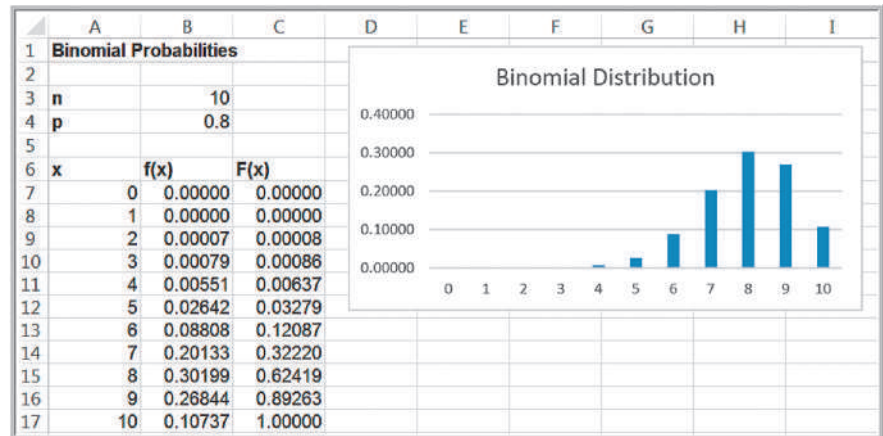 A B C D E F G H I
1 Binomial Probabilities
2
3 n 10
4 p 0.8
5
6 x f(x) F(x)
7 0 0.00000 0.00000
8 1 0.00000 0.00000
9 2 0.00007 0.00008
10 3 0.00079 0.00086
11 4 0.00551 0.00637
12 5 0.02642 0.03279
13 6 0.08808 0.12087
14 7 0.20133 0.32220
15 8 0.30199 0.62419
16 9 0.26844 0.89263
17 10 0.10737 1.00000
Binomial Distribution
0.40000
0.30000
0.20000
0.10000
0.00000
0 1 2 3 4 5 6 7 8 9 10